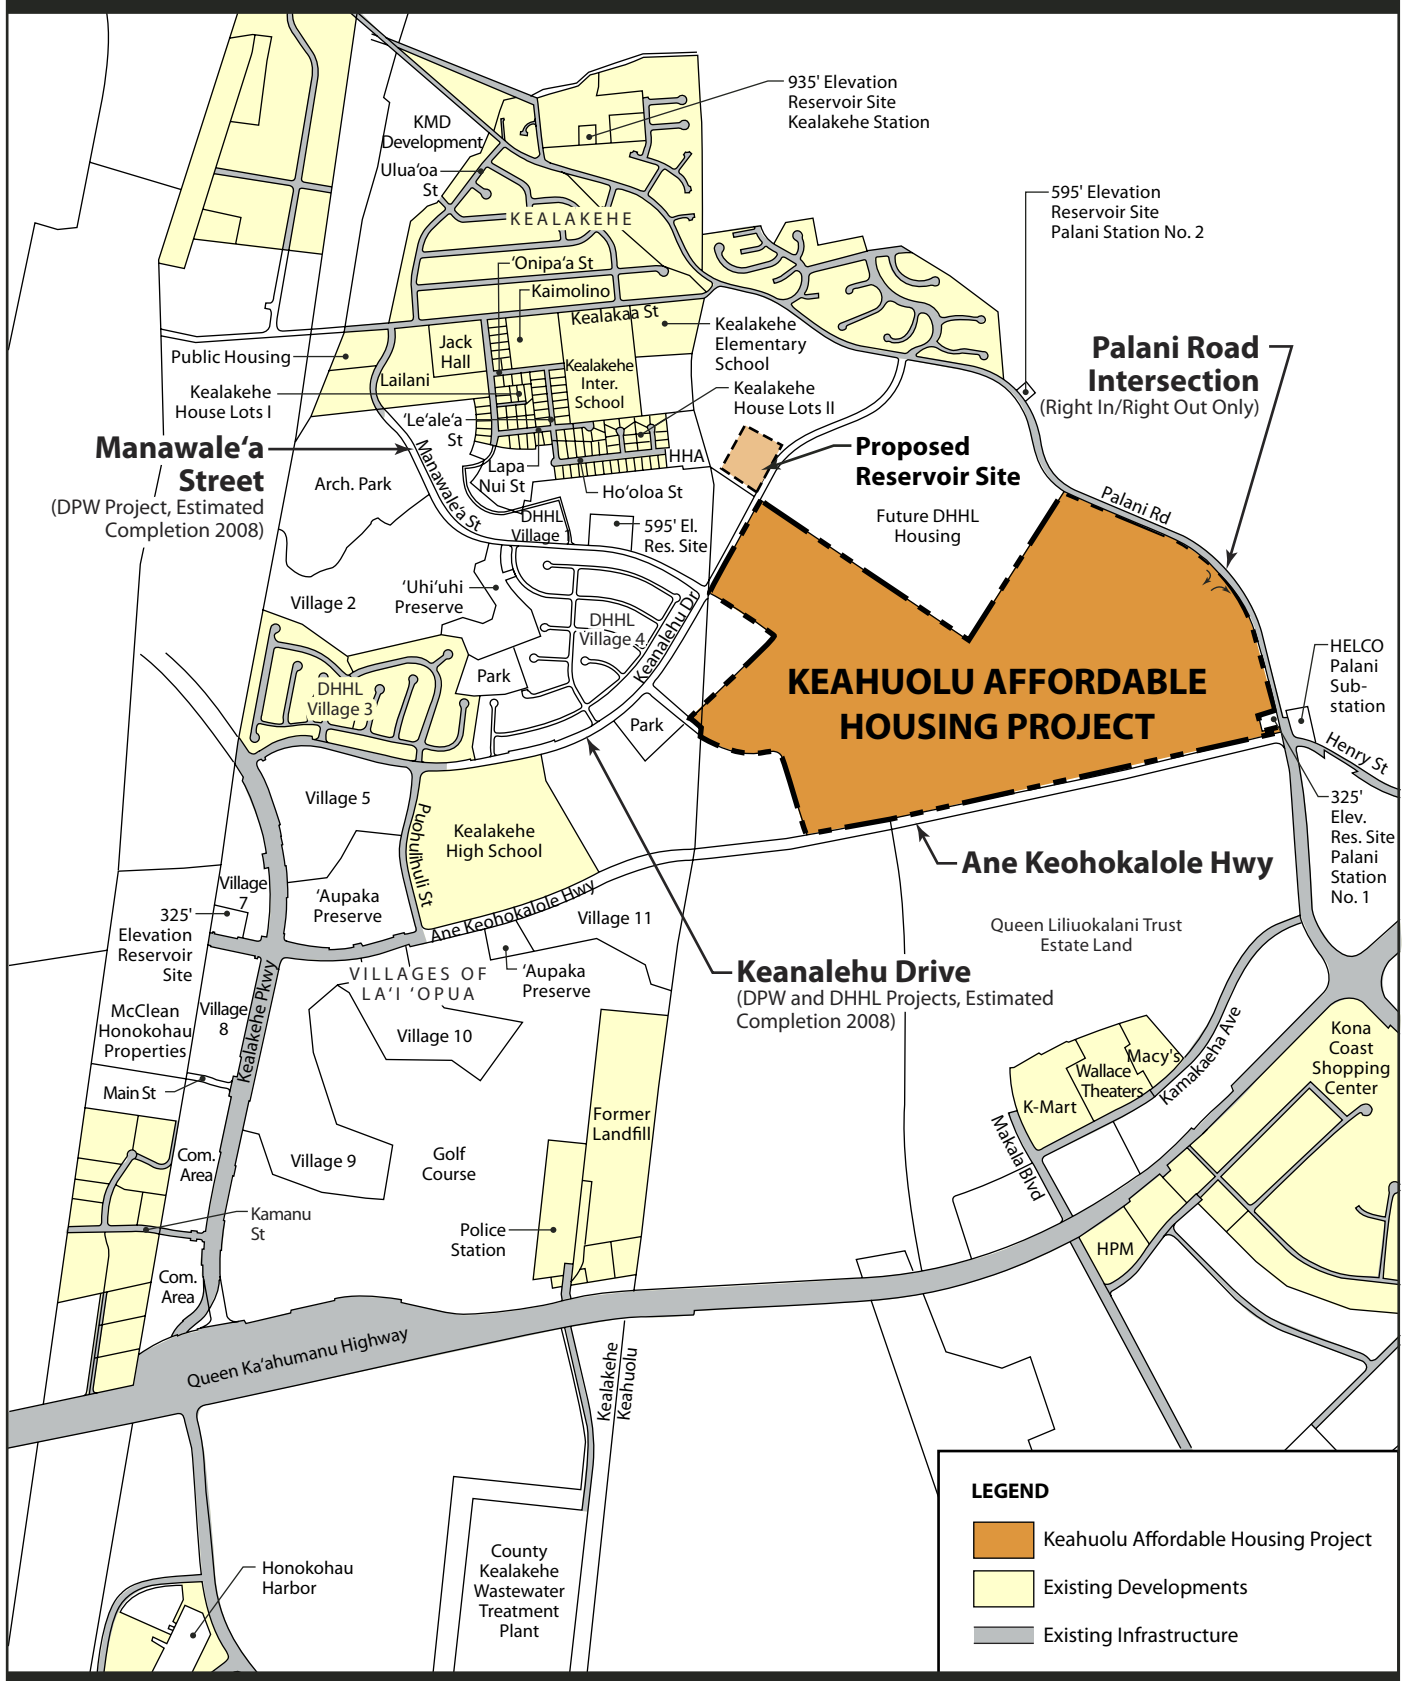 935' Elevation
Reservoir Site
Kealakehe Station
KMD
Development
Ulua‘oa
St
KEALAKEHE
595' Elevation
Reservoir Site
Palani Station No. 2
‘Onipa‘a St
Kaimolino
Kealakaa St
Kealakehe
Elementary
School
Jack
Hall
Public Housing
Lailani
Kealakehe
Inter.
School
Kealakehe
House Lots I
Kealakehe
House Lots II
Palani Road
Intersection
(Right In/Right Out Only)
‘Le‘ale‘a
St
Manawale‘a
Street
(DPW Project, Estimated
Completion 2008)
Manawale‘a St
Lapa
Nui St
HHA
Ho‘oloa St
Proposed
Reservoir Site
Arch. Park
DHHL
Village 1
595' El.
Res. Site
Future DHHL
Housing
Palani Rd
‘Uhi‘uhi
Preserve
Village 2
DHHL
Village 4
Keanalehu Dr
Park
DHHL
Village 3
Park
KEAHUOLU AFFORDABLE
HOUSING PROJECT
HELCO
Palani
Sub-
station
Henry St
Village 5
Puohulihuli St
Kealakehe
High School
325'
Elev.
Res. Site
Palani
Station
No. 1
Ane Keohokalole Hwy
Village
7
‘Aupaka
Preserve
Ane Keohokalole Hwy
Village 11
325'
Elevation
Reservoir
Site
Queen Liliuokalani Trust
Estate Land
VILLAGES OF
LA‘I ‘OPUA
‘Aupaka
Preserve
Keanalehu Drive
(DPW and DHHL Projects, Estimated
Completion 2008)
McClean
Honokohau
Properties
Village
8
Kealakehe Pkwy
Village 10
Main St
Kona
Coast
Shopping
Center
Macy's
Wallace
Theaters
K-Mart
Kamakaeha Ave
Makala Blvd
Former
Landfill
Com.
Area
Village 9
Golf
Course
Kamanu
St
Police
Station
HPM
Com.
Area
Queen Ka‘ahumanu Highway
Kealakehe
Keahuolu
County
Kealakehe
Wastewater
Treatment
Plant
Honokohau
Harbor
LEGEND
Keahuolu Affordable Housing Project
Existing Developments
Existing Infrastructure